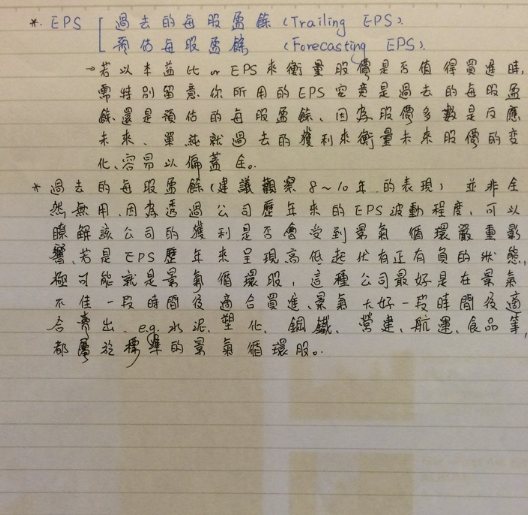 * EPS [ 過去的每股盈餘 (Trailing EPS)
預估每股盈餘 (Forecasting EPS)
→若以本益比 or EPS 來衡量股價是否值得買進時,
需特別留意你所用的EPS究竟是過去的每股盈
餘還是預估的每股盈餘、因為股價多數是反應
未來、單純就過去的獲利來衡量未來股價的變
化、容易以偏蓋全。
* 過去的每股盈餘(建議觀察8~10年的表現) 並非全
然無用、因為透過公司歷年來的EPS波動程度、可以
瞭解該公司的獲利是否會受到景氣循環嚴重影
響、若是EPS歷年來呈現高低起伏有正有負的狀態、
極可能就是景氣循環股、這種公司最好是在景氣
不佳一段時間後適合買進、景氣大好一段時間後適
合賣出、e.g.水泥、塑化、鋼鐵、營建、航運、食品等,
都屬於標準的景氣循環股。